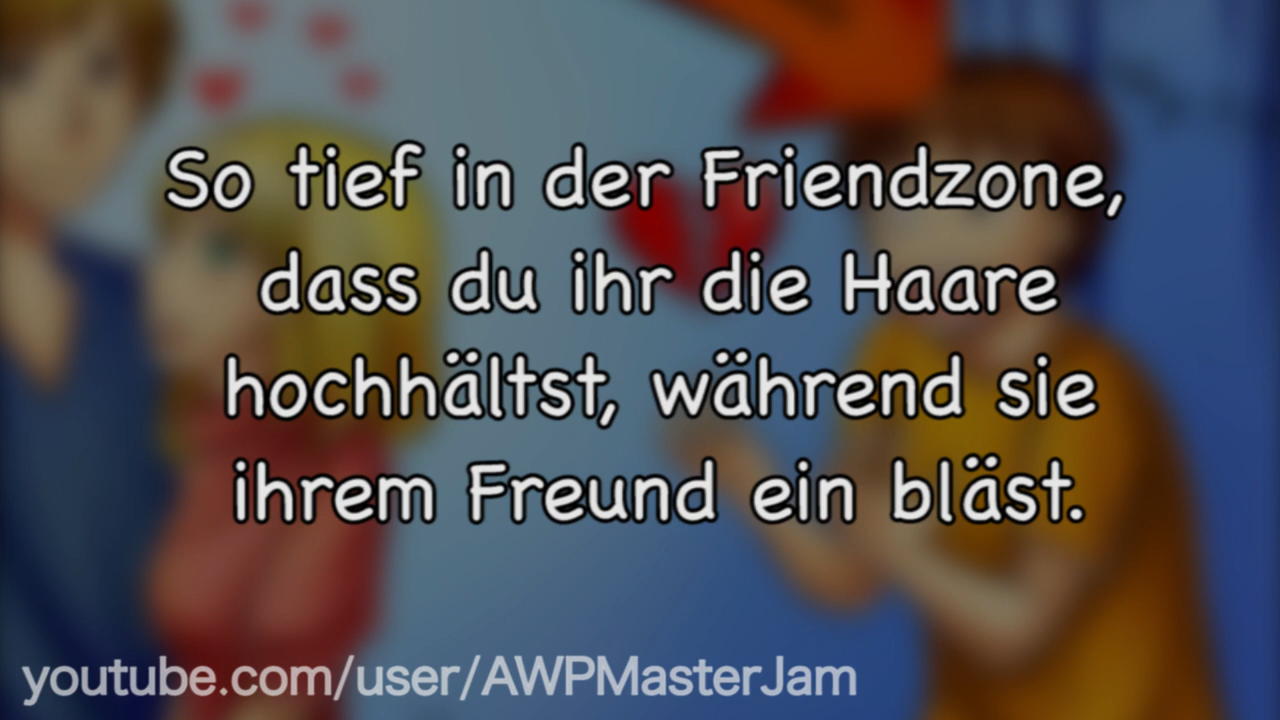 So tief in der Friendzone,
dass du ihr die Haare
hochhältst, während sie
ihrem Freund ein bläst.
youtube.com/user/AWPMasterJam